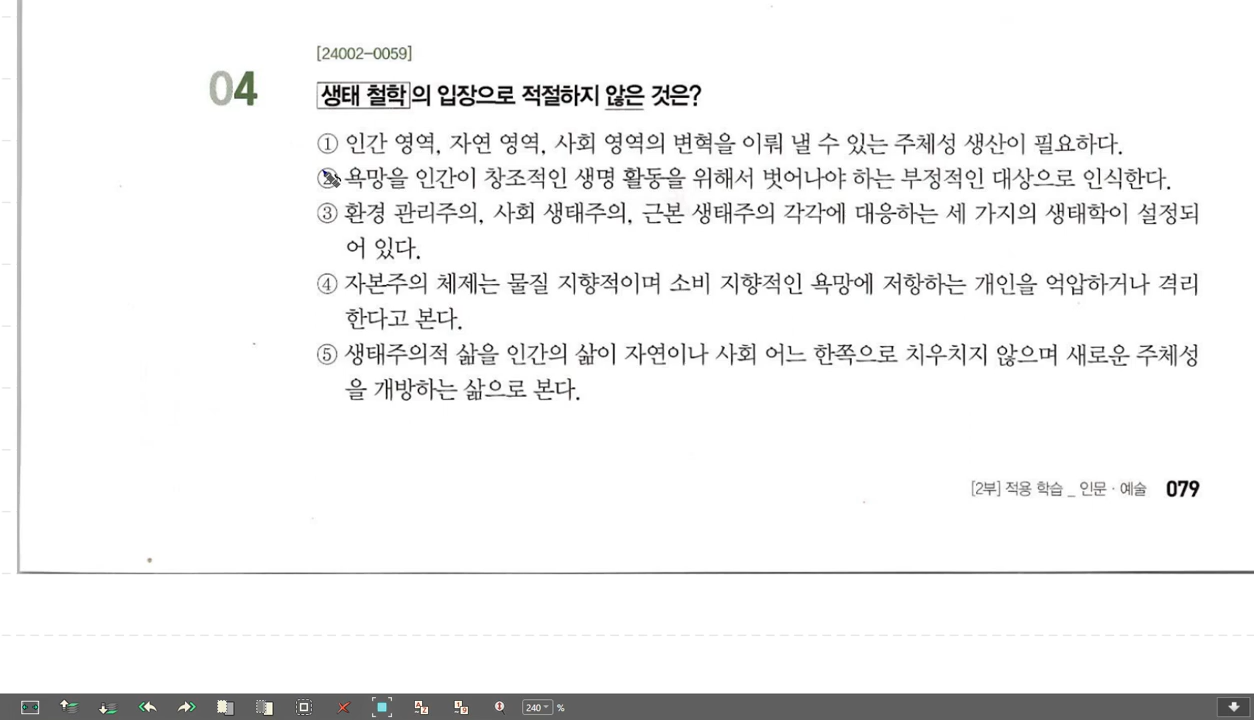 [24002-0059]
04
생태 철학의 입장으로 적절하지 않은 것은?
① 인간 영역, 자연 영역, 사회 영역의 변혁을 이뤄 낼 수 있는 주체성 생산이 필요하다.
욕망을 인간이 창조적인 생명 활동을 위해서 벗어나야 하는 부정적인 대상으로 인식한다.
③ 환경 관리주의, 사회 생태주의, 근본 생태주의 각각에 대응하는 세 가지의 생태학이 설정되
어 있다.
④ 자본주의 체제는 물질 지향적이며 소비 지향적인 욕망에 저항하는 개인을 억압하거나 격리
한다고 본다.
⑤ 생태주의적 삶을 인간의 삶이 자연이나 사회 어느 한쪽으로 치우치지 않으며 새로운 주체성
을 개방하는 삶으로 본다.
[2부] 적용 학습 _ 인문·예술 079
240 %